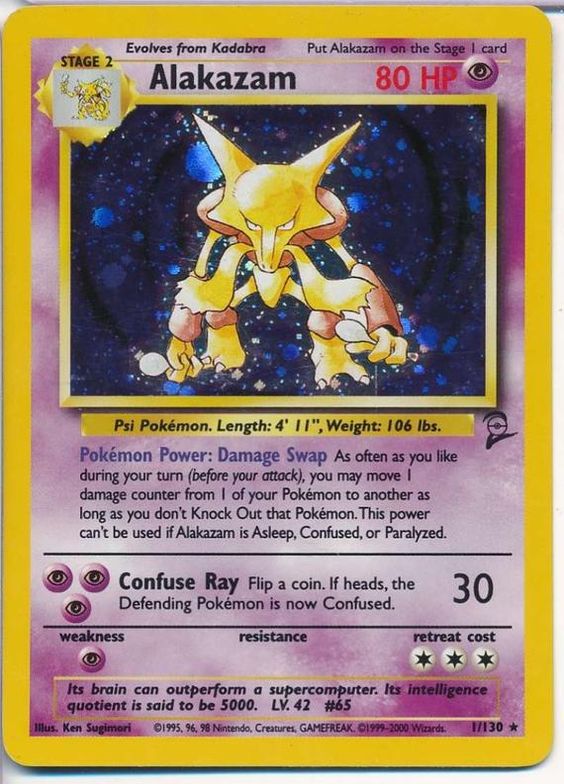 Evolves from Kadabra Put Alakazam on the Stage 1 card
STAGE 2
Alakazam 80 HP
Psi Pokémon. Length: 4' 11", Weight: 106 lbs.
Pokémon Power: Damage Swap As often as you like
during your turn (before your attack), you may move 1
damage counter from 1 of your Pokémon to another as
long as you don't Knock Out that Pokémon. This power
can't be used if Alakazam is Asleep, Confused, or Paralyzed.
Confuse Ray Flip a coin. If heads, the
Defending Pokémon is now Confused.
30
weakness resistance retreat cost
Its brain can outperform a supercomputer. Its intelligence
quotient is said to be 5000. LV. 42 #65
Illus. Ken Sugimori ©1995, 96, 98 Nintendo, Creatures, GAMEFREAK. ©1999-2000 Wizards. 1/130